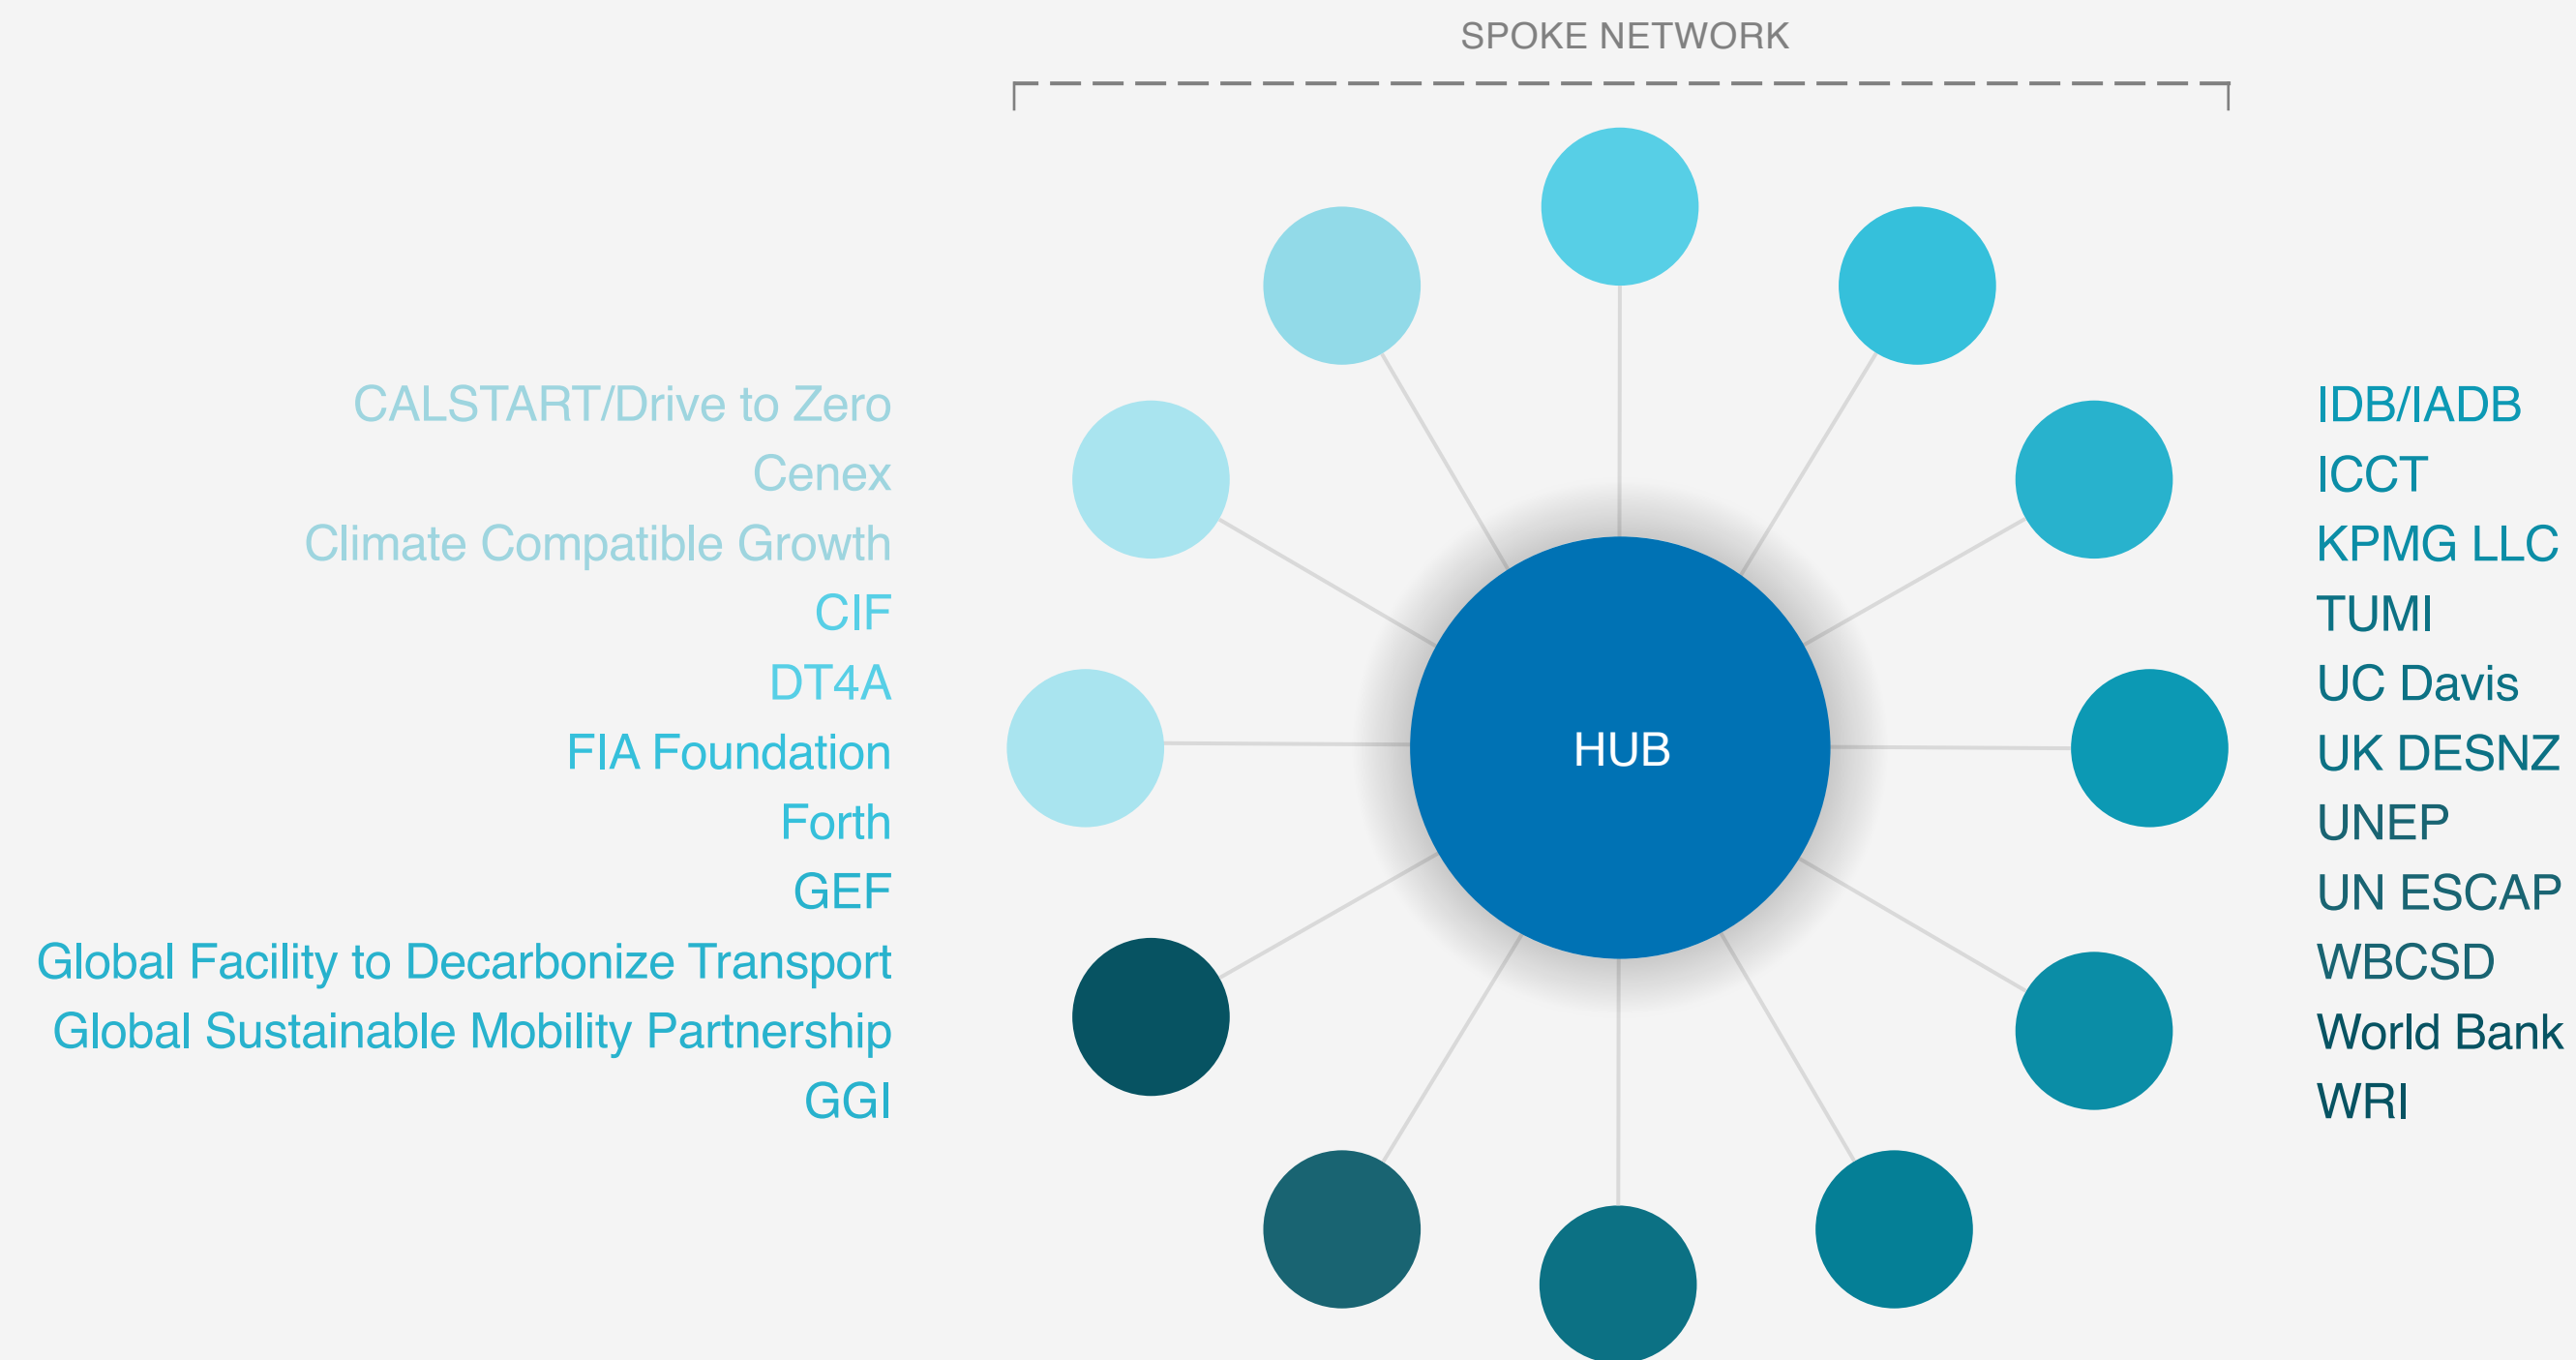 SPOKE NETWORK
CALSTART/Drive to Zero
Cenex
Climate Compatible Growth
CIF
DT4A
FIA Foundation
Forth
GEF
Global Facility to Decarbonize Transport
Global Sustainable Mobility Partnership
GGI
HUB
IDB/IADB
ICCT
KPMG LLC
TUMI
UC Davis
UK DESNZ
UNEP
UN ESCAP
WBCSD
World Bank
WRI